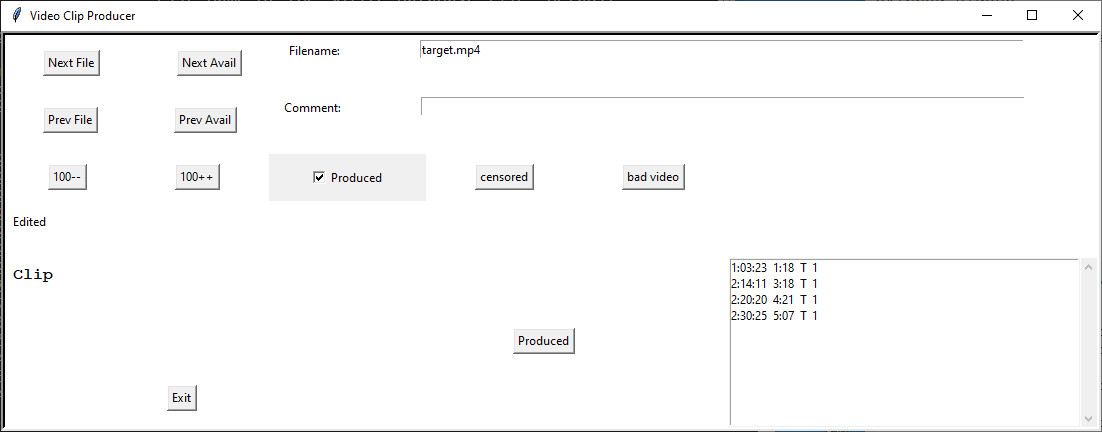 Video Clip Producer
Next File Next Avail Filename: target.mp4
Prev File Prev Avail Comment:
100-- 100++ Produced censored bad video
Edited
Clip
1:03:23 1:18 T 1
2:14:11 3:18 T 1
2:20:20 4:21 T 1
2:30:25 5:07 T 1
Produced
Exit